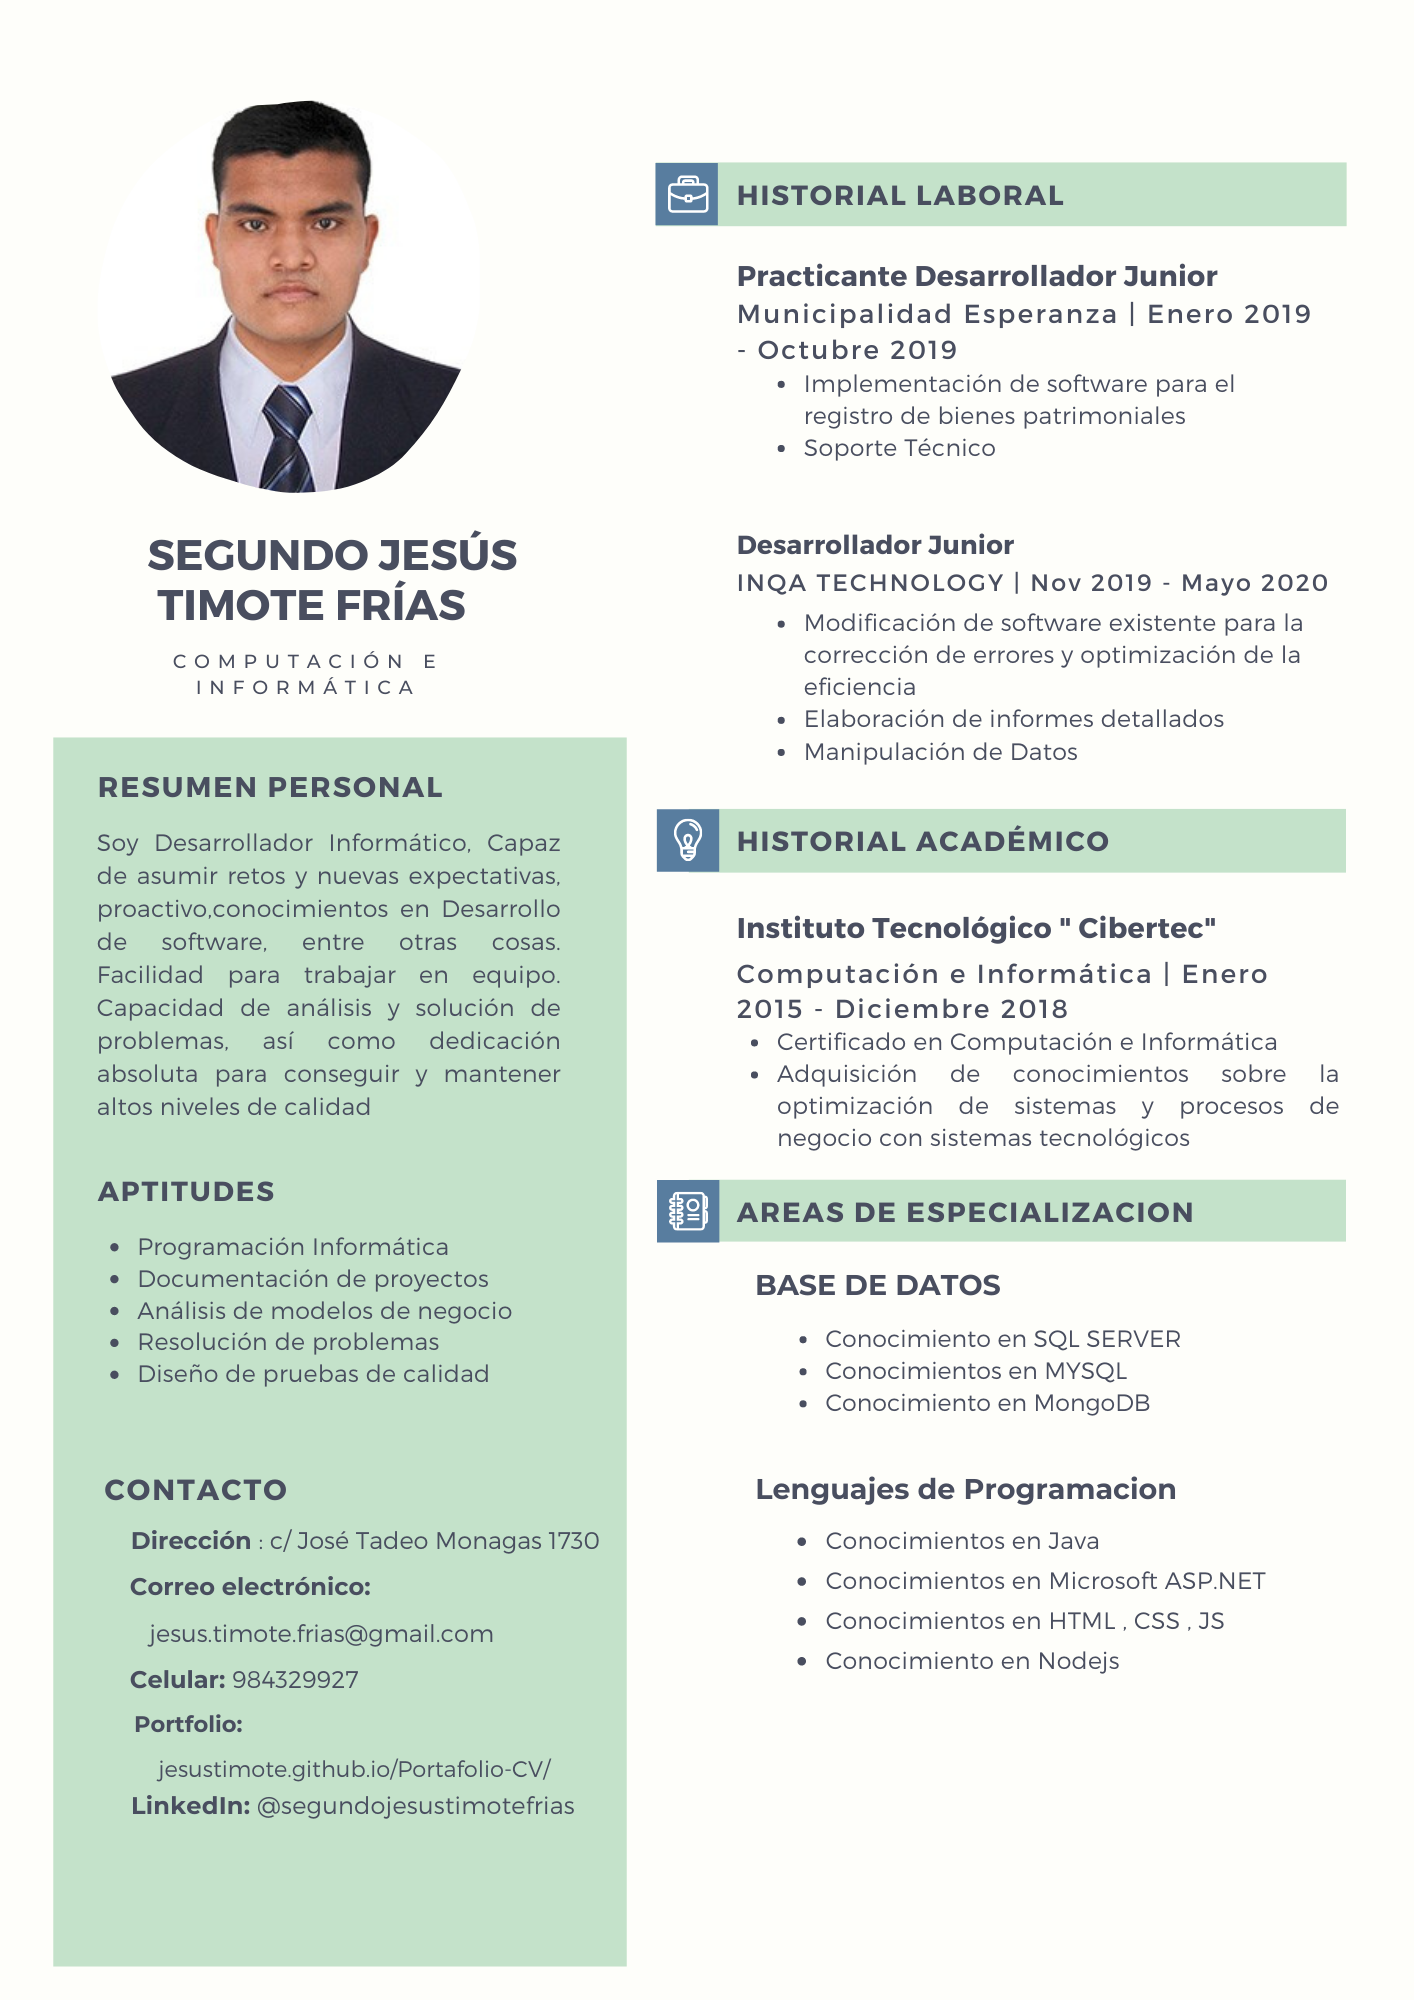 SEGUNDO JESÚS
TIMOTE FRÍAS
COMPUTACIÓN E
INFORMÁTICA
RESUMEN PERSONAL
Soy Desarrollador Informático, Capaz
de asumir retos y nuevas expectativas,
proactivo,conocimientos en Desarrollo
de software, entre otras cosas.
Facilidad para trabajar en equipo.
Capacidad de análisis y solución de
problemas, así como dedicación
absoluta para conseguir y mantener
altos niveles de calidad
APTITUDES
• Programación Informática
• Documentación de proyectos
• Análisis de modelos de negocio
• Resolución de problemas
• Diseño de pruebas de calidad
CONTACTO
Dirección : c/ José Tadeo Monagas 1730
Correo electrónico:
jesus.timote.frias@gmail.com
Celular: 984329927
Portfolio:
jesustimote.github.io/Portafolio-CV/
LinkedIn: @segundojesustimotefrias
HISTORIAL LABORAL
Practicante Desarrollador Junior
Municipalidad Esperanza | Enero 2019
- Octubre 2019
• Implementación de software para el
registro de bienes patrimoniales
• Soporte Técnico
Desarrollador Junior
INQA TECHNOLOGY | Nov 2019 - Mayo 2020
• Modificación de software existente para la
corrección de errores y optimización de la
eficiencia
• Elaboración de informes detallados
• Manipulación de Datos
HISTORIAL ACADÉMICO
Instituto Tecnológico " Cibertec"
Computación e Informática | Enero
2015 - Diciembre 2018
• Certificado en Computación e Informática
• Adquisición de conocimientos sobre la
optimización de sistemas y procesos de
negocio con sistemas tecnológicos
AREAS DE ESPECIALIZACION
BASE DE DATOS
• Conocimiento en SQL SERVER
• Conocimientos en MYSQL
• Conocimiento en MongoDB
Lenguajes de Programacion
• Conocimientos en Java
• Conocimientos en Microsoft ASP.NET
• Conocimientos en HTML , CSS , JS
• Conocimiento en Nodejs